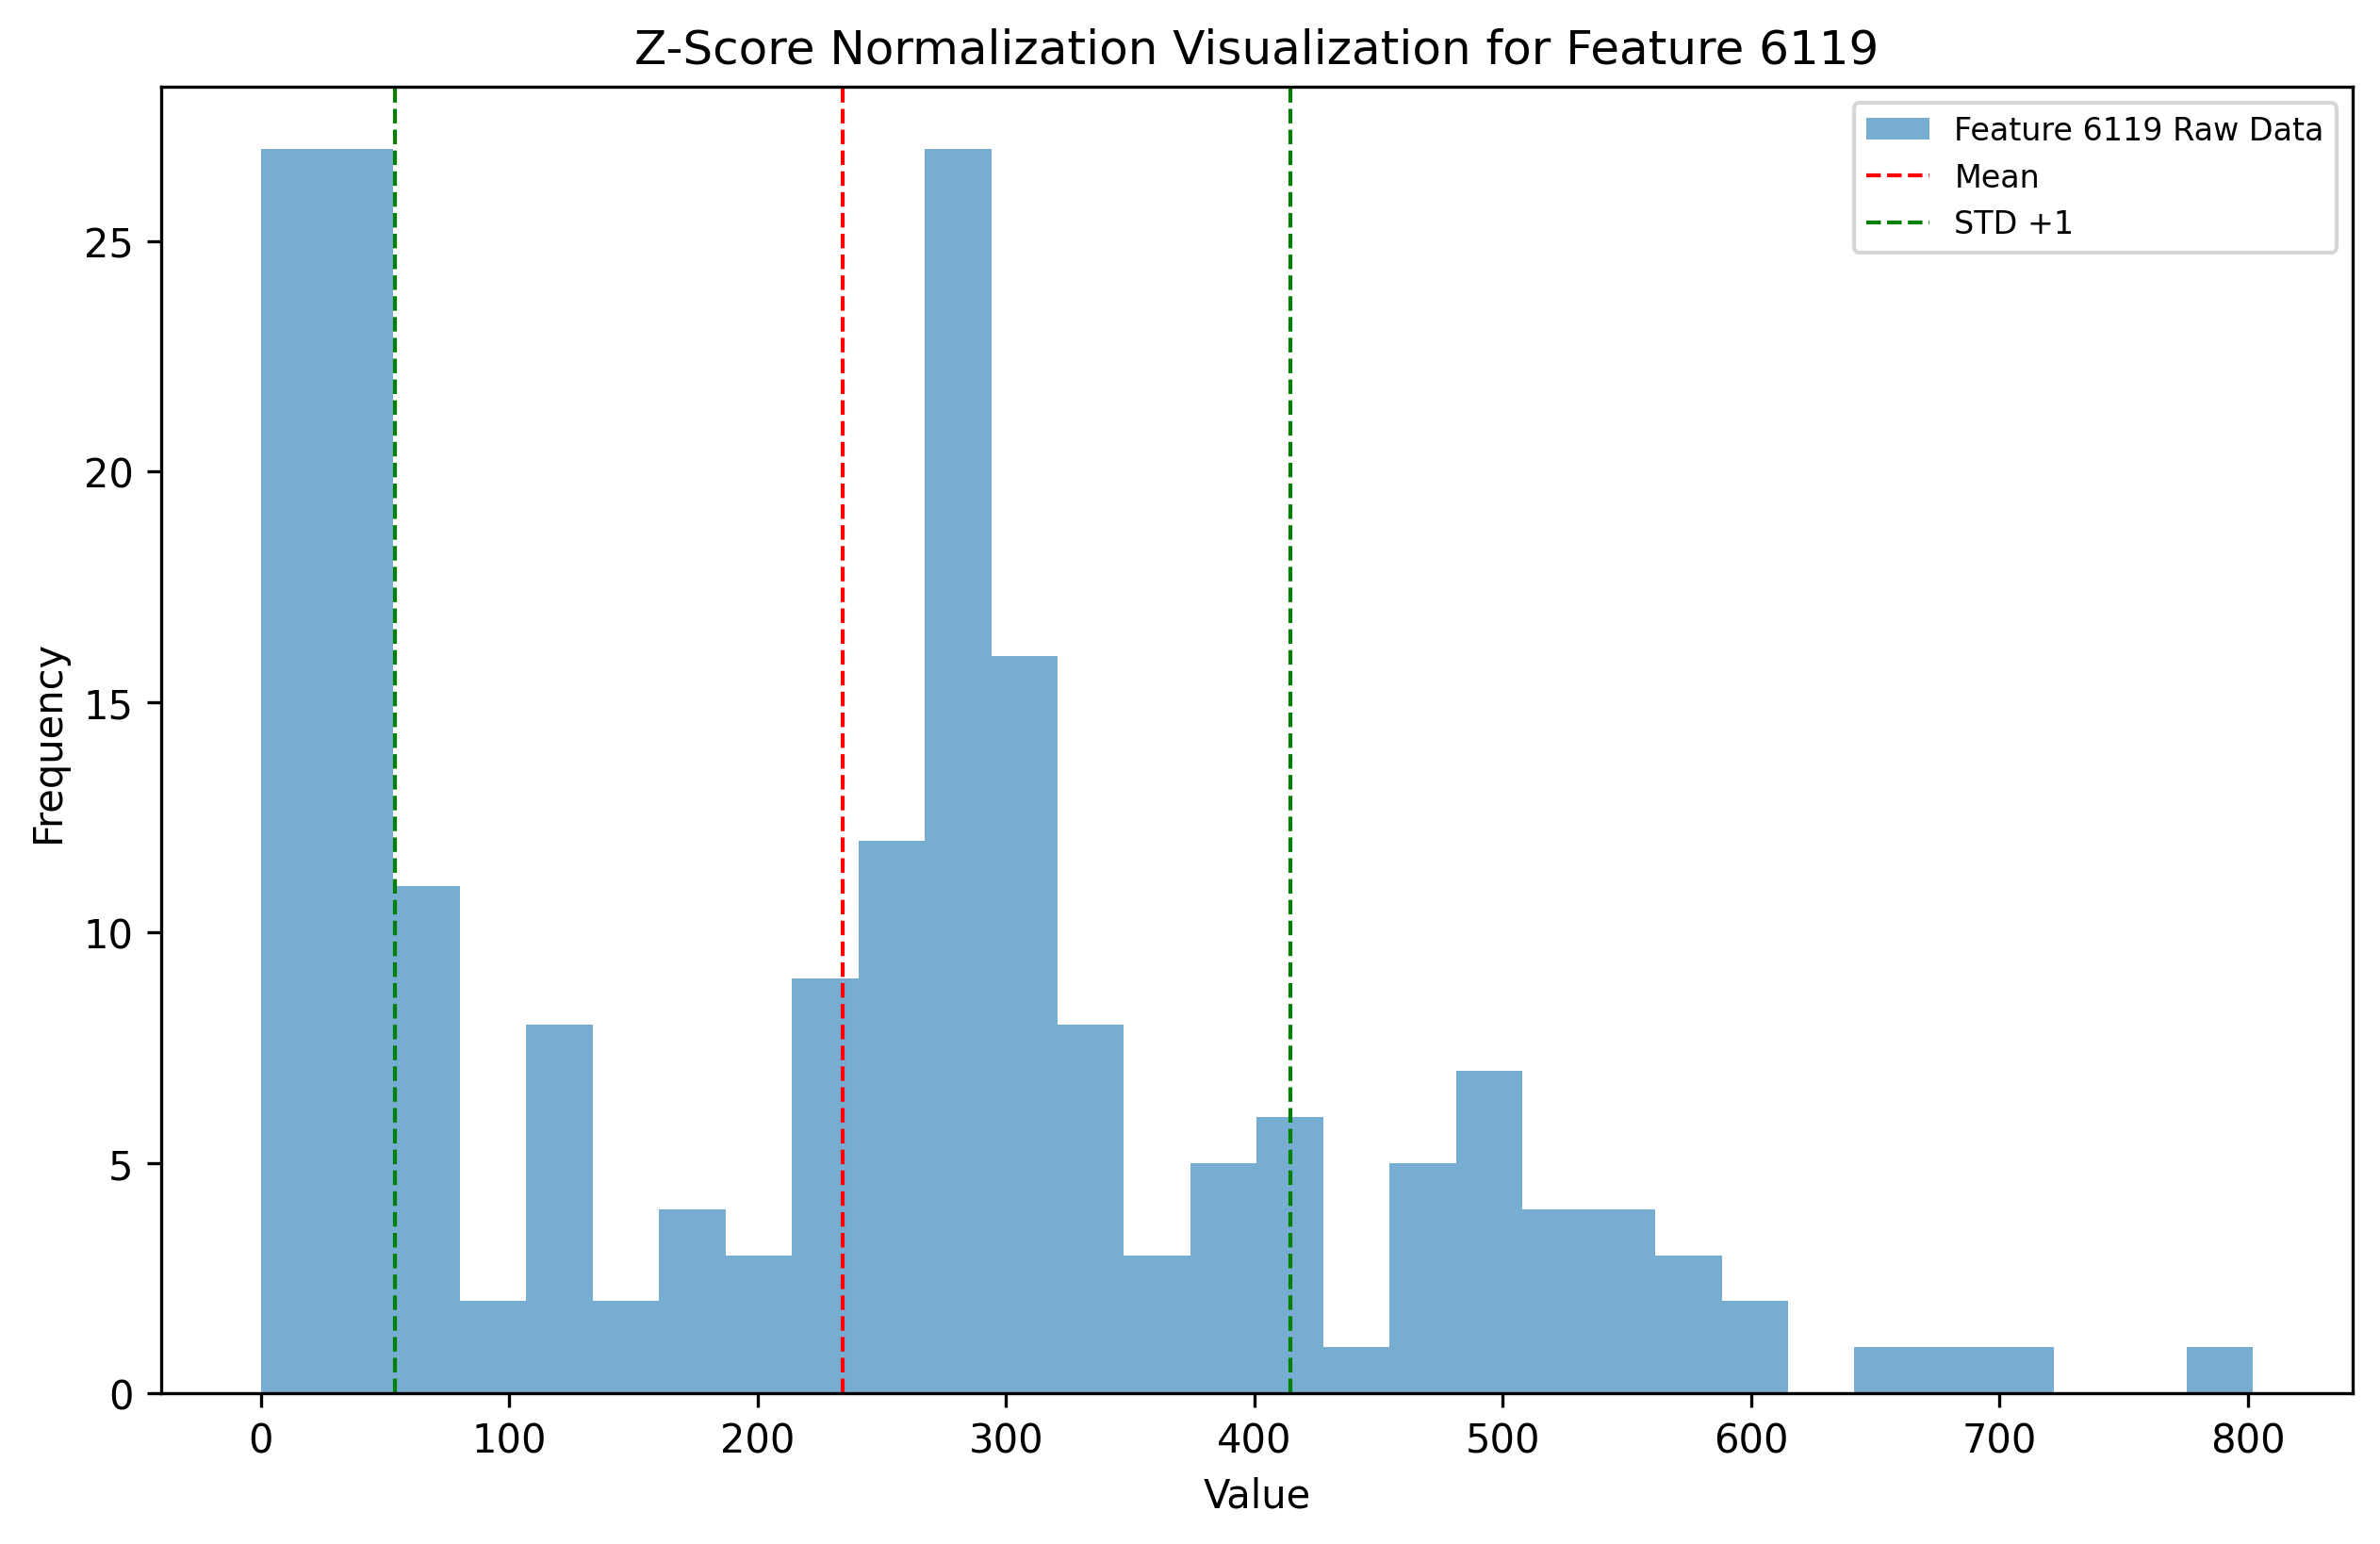 Z-Score Normalization Visualization for Feature 6119
Feature 6119 Raw Data
Mean
STD +1
Frequency
25
20
15
10
5
0
0 100 200 300 400 500 600 700 800
Value